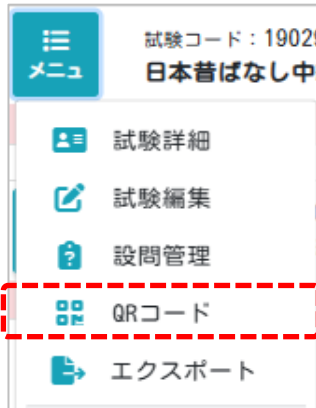 メニュー
試験コード：19029
日本昔ばなし中
試験詳細
試験編集
設問管理
QRコード
エクスポート